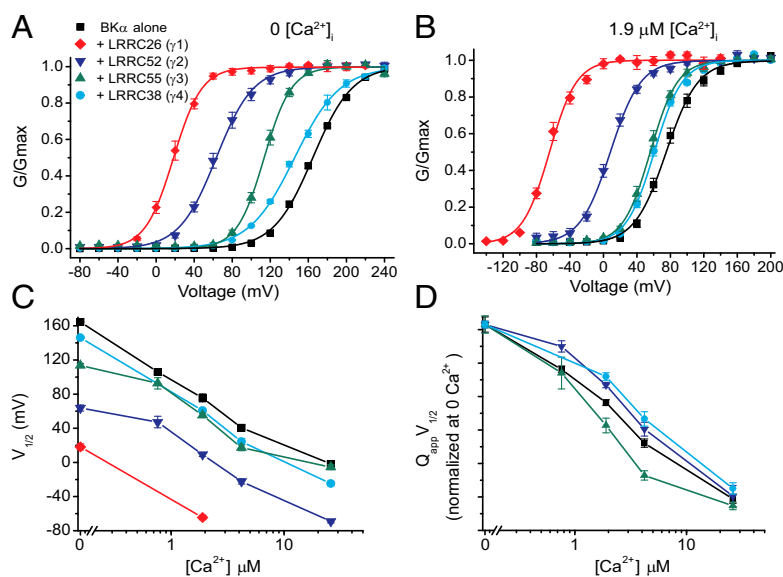 A
BKα alone
+ LRRC26 (γ1)
+ LRRC52 (γ2)
+ LRRC55 (γ3)
+ LRRC38 (γ4)
0 [Ca²⁺]ᵢ
1.0
0.8
0.6
0.4
0.2
0.0
G/Gmax
-80 -40 0 40 80 120 160 200 240
Voltage (mV)
B
1.9 μM [Ca²⁺]ᵢ
1.0
0.8
0.6
0.4
0.2
0.0
G/Gmax
-120 -80 -40 0 40 80 120 160 200
Voltage (mV)
C
160
120
80
40
0
-40
-80
V1/2 (mV)
0 1 10
[Ca²⁺] μM
D
Qapp V1/2
(normalized at 0 Ca²⁺)
0 1 10
[Ca²⁺] μM